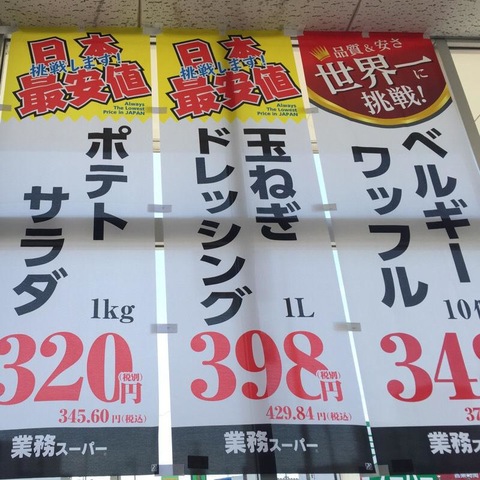 日本
挑戦します!
最安値
Always
The Lowest
Price in JAPAN
ポテト
サラダ
1kg
320円
(税別)
345.60円(税込)
業務スーパー
日本
挑戦します!
最安値
Always
The Lowest
Price in JAPAN
玉ねぎ
ドレッシング
1L
398円
(税別)
429.84円(税込)
業務スーパー
品質&安さ
世界一に
挑戦!
ベルギー
ワッフル
10
34
37
業務ス